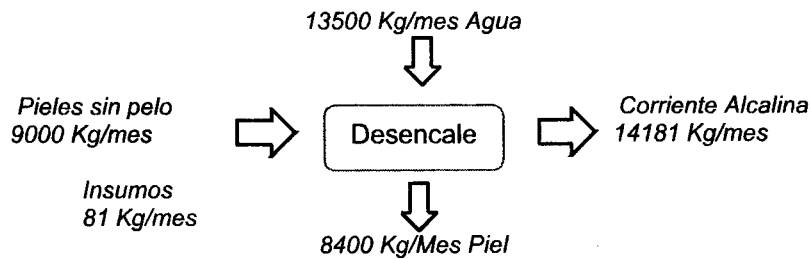 13500 Kg/mes Agua
Pieles sin pelo
9000 Kg/mes
Desencale
Corriente Alcalina
14181 Kg/mes
Insumos
81 Kg/mes
8400 Kg/Mes Piel